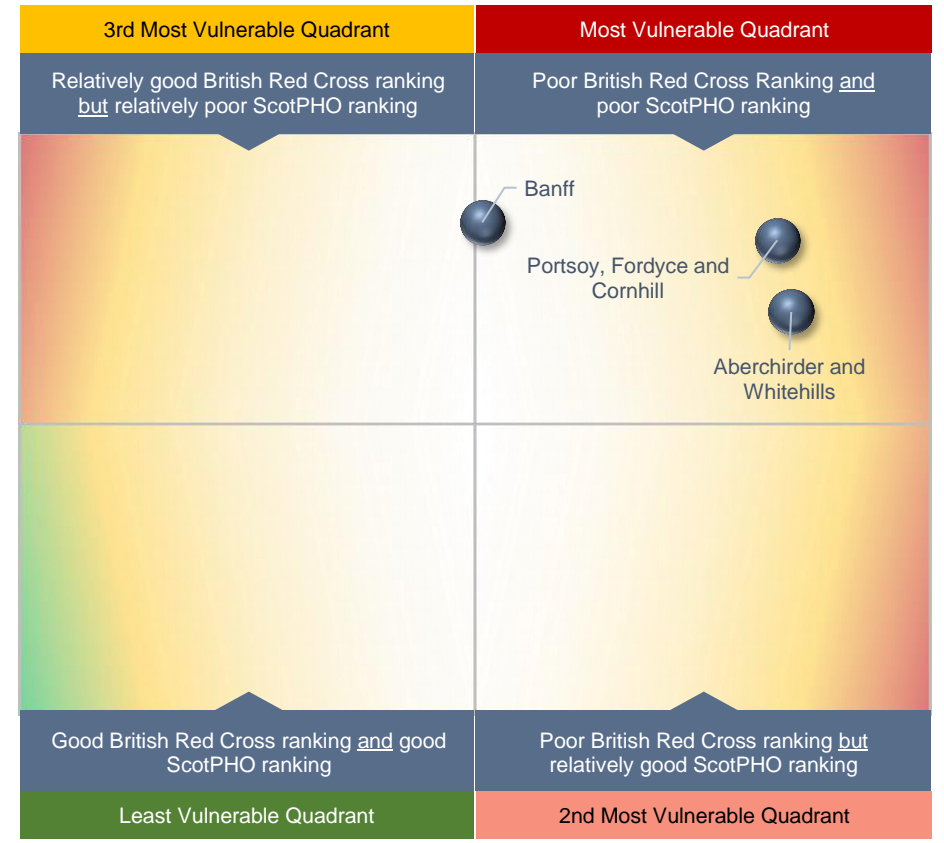 3rd Most Vulnerable Quadrant
Most Vulnerable Quadrant
Relatively good British Red Cross ranking
but relatively poor ScotPHO ranking
Poor British Red Cross Ranking and
poor ScotPHO ranking
Banff
Portsoy, Fordyce and
Cornhill
Aberchirder and
Whitehills
Good British Red Cross ranking and good
ScotPHO ranking
Poor British Red Cross ranking but
relatively good ScotPHO ranking
Least Vulnerable Quadrant
2nd Most Vulnerable Quadrant